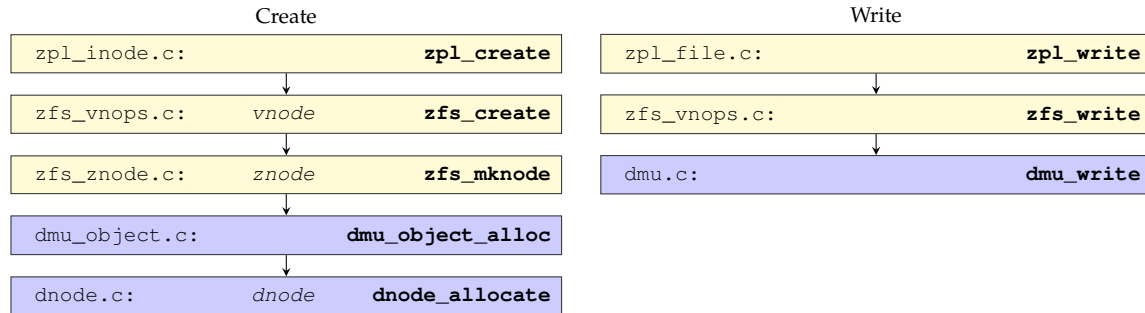 Create
zpl_inode.c: zpl_create
zfs_vnops.c: vnode zfs_create
zfs_znode.c: znode zfs_mknode
dmu_object.c: dmu_object_alloc
dnode.c: dnode dnode_allocate
Write
zpl_file.c: zpl_write
zfs_vnops.c: zfs_write
dmu.c: dmu_write